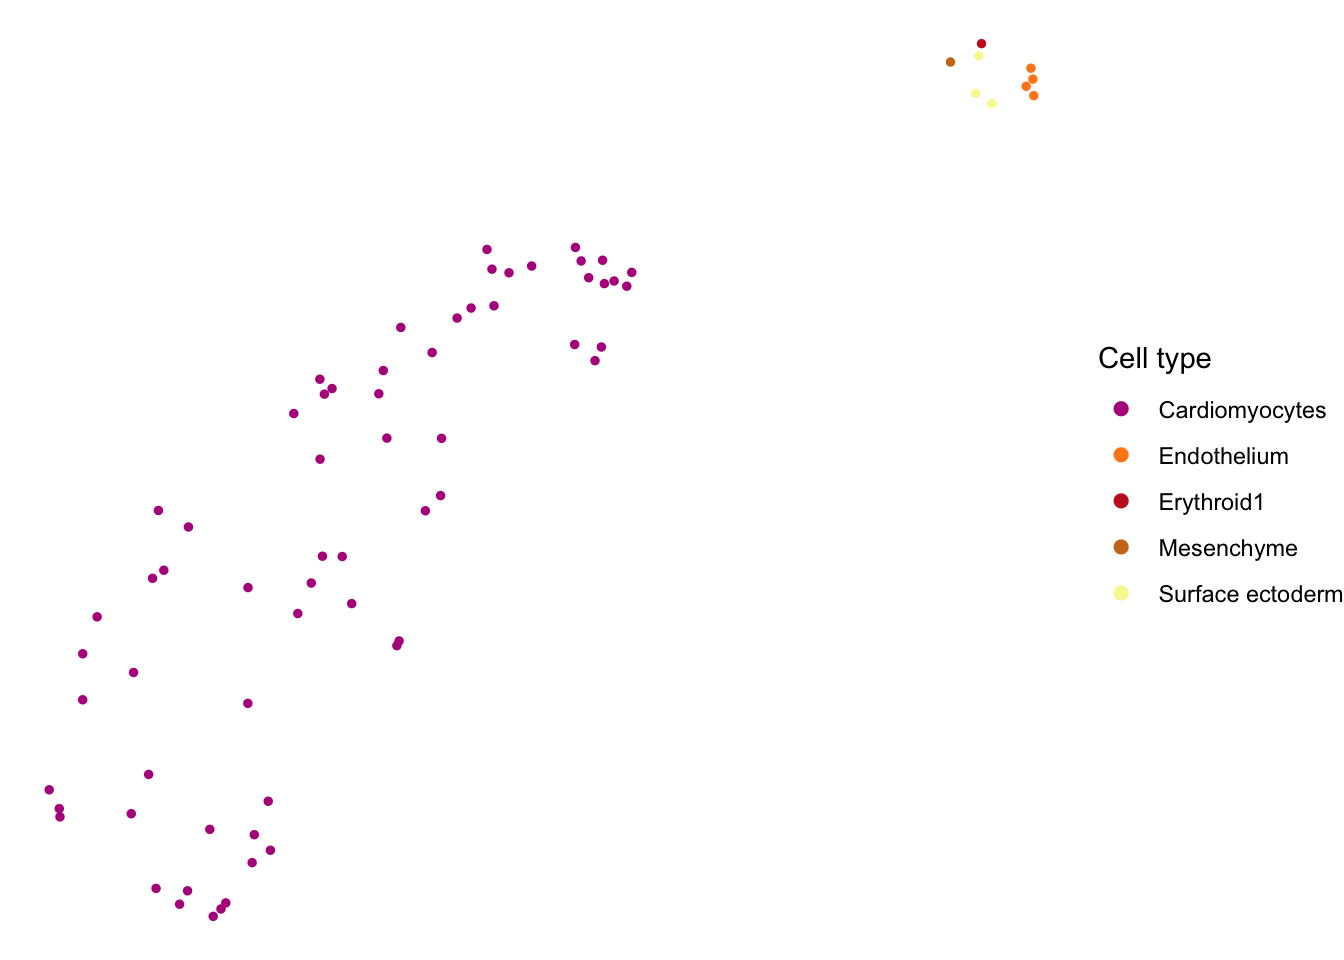 Cell type
Cardiomyocytes
Endothelium
Erythroid1
Mesenchyme
Surface ectoderm